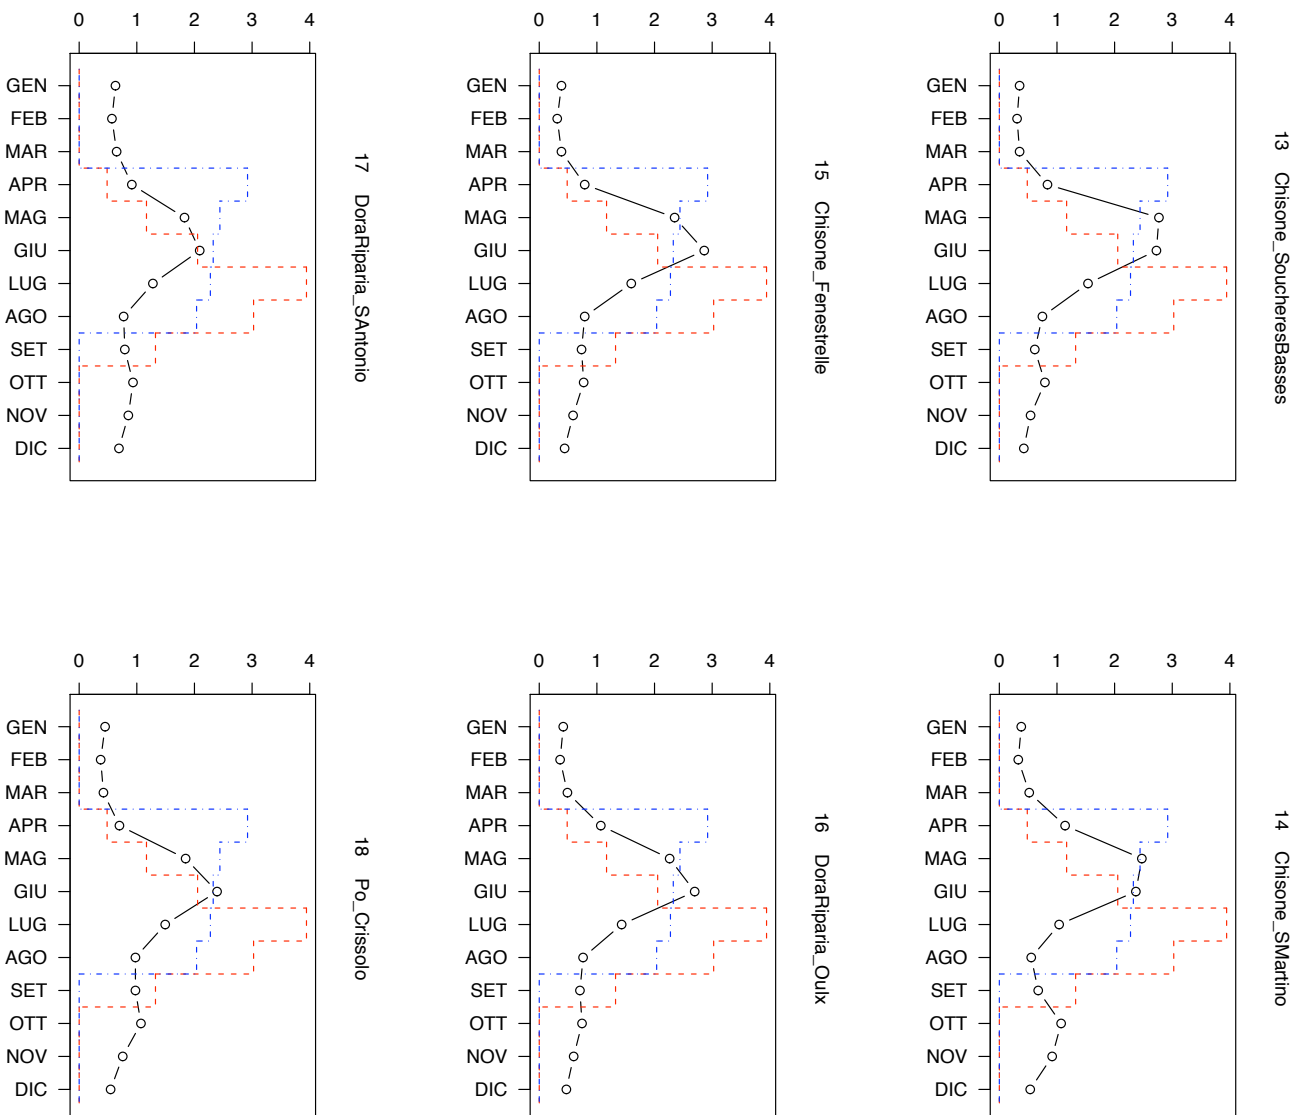 0 1 2 3 4
GEN
FEB
MAR
APR
MAG
GIU
LUG
AGO
SET
OTT
NOV
DIC
17 DoraRiparia_SAntonio
0 1 2 3 4
GEN
FEB
MAR
APR
MAG
GIU
LUG
AGO
SET
OTT
NOV
DIC
15 Chisone_Fenestrelle
0 1 2 3 4
GEN
FEB
MAR
APR
MAG
GIU
LUG
AGO
SET
OTT
NOV
DIC
13 Chisone_SoucheresBasses
0 1 2 3 4
GEN
FEB
MAR
APR
MAG
GIU
LUG
AGO
SET
OTT
NOV
DIC
18 Po_Crissolo
0 1 2 3 4
GEN
FEB
MAR
APR
MAG
GIU
LUG
AGO
SET
OTT
NOV
DIC
16 DoraRiparia_Oulx
0 1 2 3 4
GEN
FEB
MAR
APR
MAG
GIU
LUG
AGO
SET
OTT
NOV
DIC
14 Chisone_SMartino